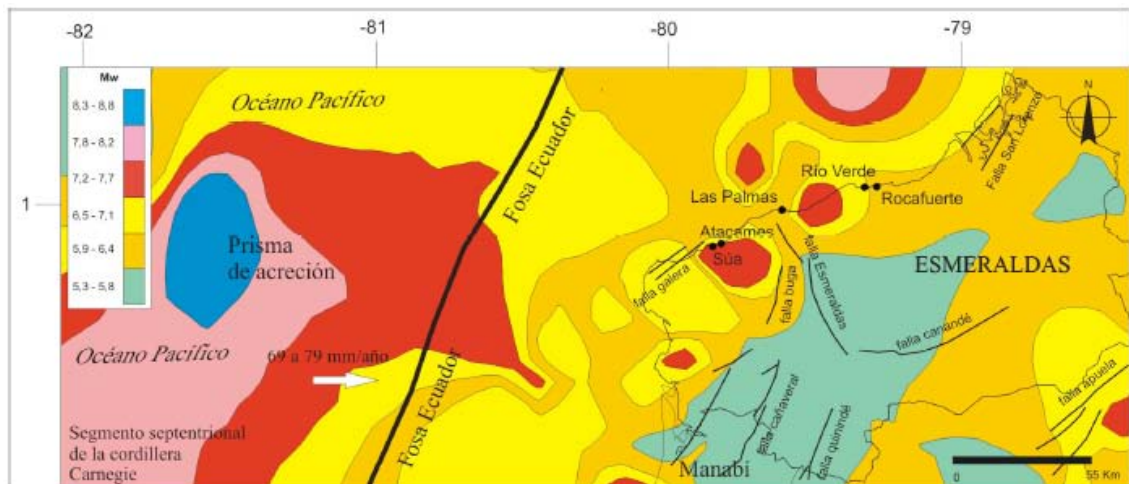 -82
-81
-80
-79
1
Mw
8,3 - 8,8
7,8 - 8,2
7,2 - 7,7
6,5 - 7,1
5,9 - 6,4
5,3 - 5,8
Océano Pacífico
Fosa Ecuador
N
Falla San Lorenzo
Río Verde
Rocafuerte
Las Palmas
Atacames
Súa
Prisma
de acreción
ESMERALDAS
falla galera
falla buga
falla Esmeraldas
falla canandé
Océano Pacífico
69 a 79 mm/año
Fosa Ecuador
falla apuela
falla cañaveral
falla quinindé
Segmento septentrional
de la cordillera
Carnegie
Manabí
0
55 Km